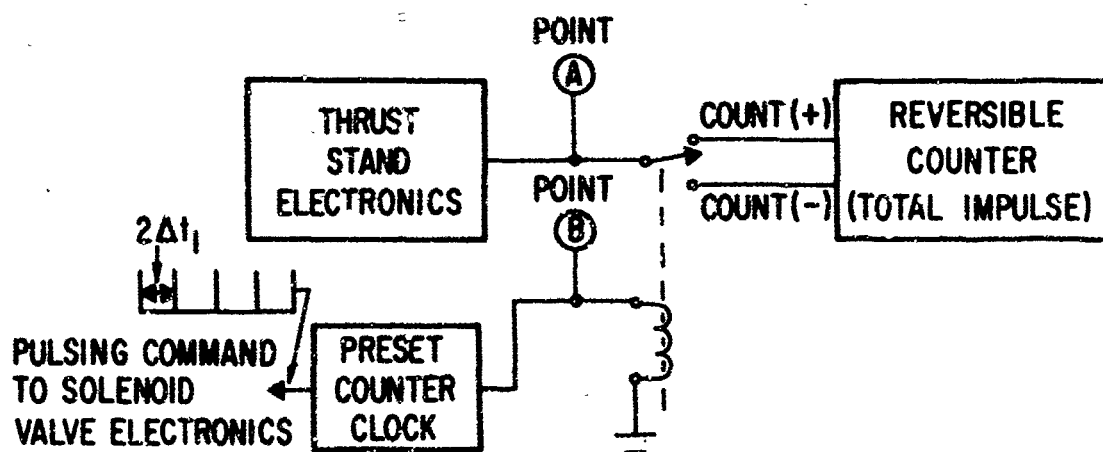 POINT
A
THRUST
STAND
ELECTRONICS
COUNT(+)
COUNT(-)
REVERSIBLE
COUNTER
(TOTAL IMPULSE)
POINT
B
2Δt₁
PULSING COMMAND
TO SOLENOID
VALVE ELECTRONICS
PRESET
COUNTER
CLOCK